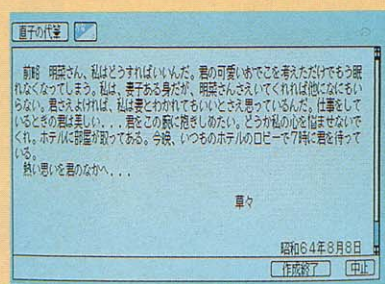 直子の代筆
前略 明菜さん、私はどうすればいいんだ。君の可愛いおでこを考えただけでもう眠
れなくなってしまう。私は、妻子ある身だが、明菜さんさえいてくれれば他になにもい
らない。君さえよければ、私は妻とわかれてもいいとさえ思っているんだ。仕事をして
いるときの君は美しい...君をこの腕に抱きしめたい。どうか私の心を悩ませないで
くれ。ホテルに部屋が取ってある。今晩、いつものホテルのロビーで7時に君を待って
いる。
熱い思いを君のなかへ...
草々
昭和64年8月8日
作成終了 中止